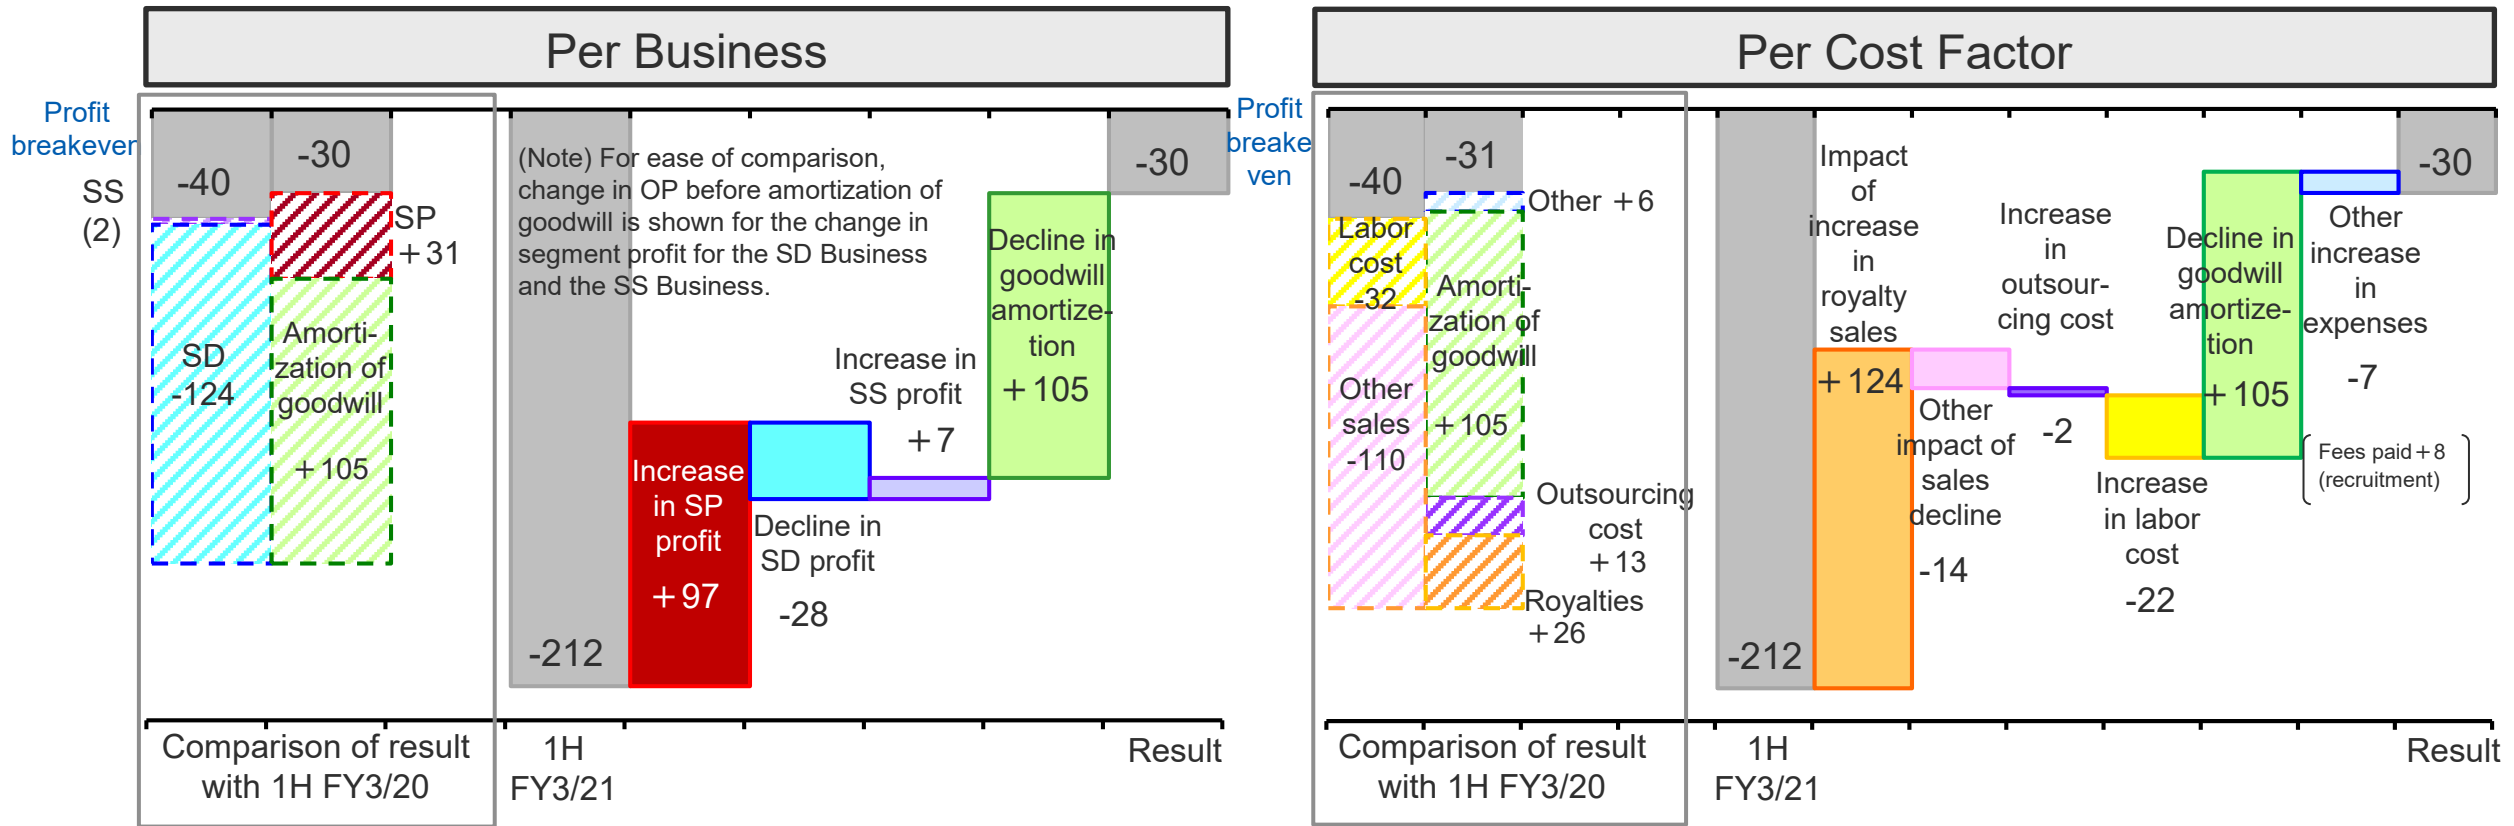 Per Business
Profit
breakeven
SS
(2)
-40
-30
SP
+31
SD
-124
Amorti-
zation of
goodwill
+105
(Note) For ease of comparison,
change in OP before amortization of
goodwill is shown for the change in
segment profit for the SD Business
and the SS Business.
-212
Increase
in SP
profit
+97
Decline in
SD profit
-28
Increase in
SS profit
+7
Decline in
goodwill
amortize-
tion
+105
-30
Comparison of result
with 1H FY3/20
1H
FY3/21
Result
Per Cost Factor
Profit
breake
ven
-40
-31
Other +6
Labor
cost
-32
Amorti-
zation of
goodwill
+105
Other
sales
-110
Outsourcing
cost
+13
Royalties
+26
-212
Impact
of
increase
in
royalty
sales
+124
Other
impact of
sales
decline
-14
Increase
in
outsour-
cing cost
-2
Increase
in labor
cost
-22
Decline in
goodwill
amortize-
tion
+105
Other
increase
in
expenses
-7
Fees paid+8
(recruitment)
-30
Comparison of result
with 1H FY3/20
1H
FY3/21
Result